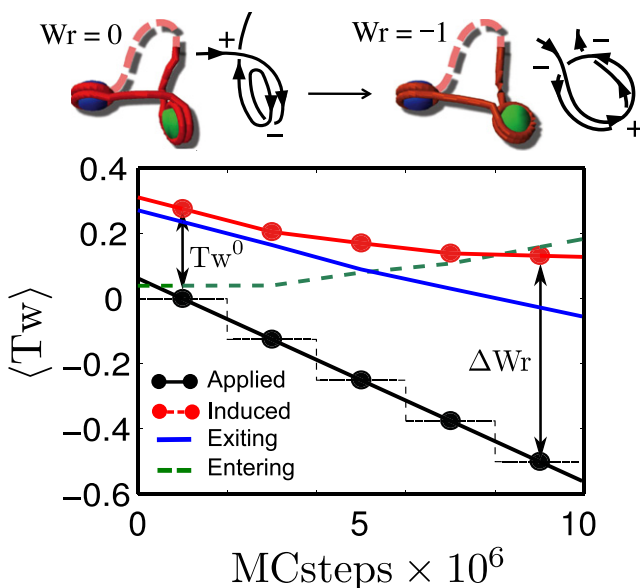 Wr = 0
+
−
Wr = −1
−
−
+
0.4
0.2
0
−0.2
−0.4
−0.6
⟨Tw⟩
Tw⁰
ΔWr
Applied
Induced
Exiting
Entering
0
5
10
MCsteps × 10⁶